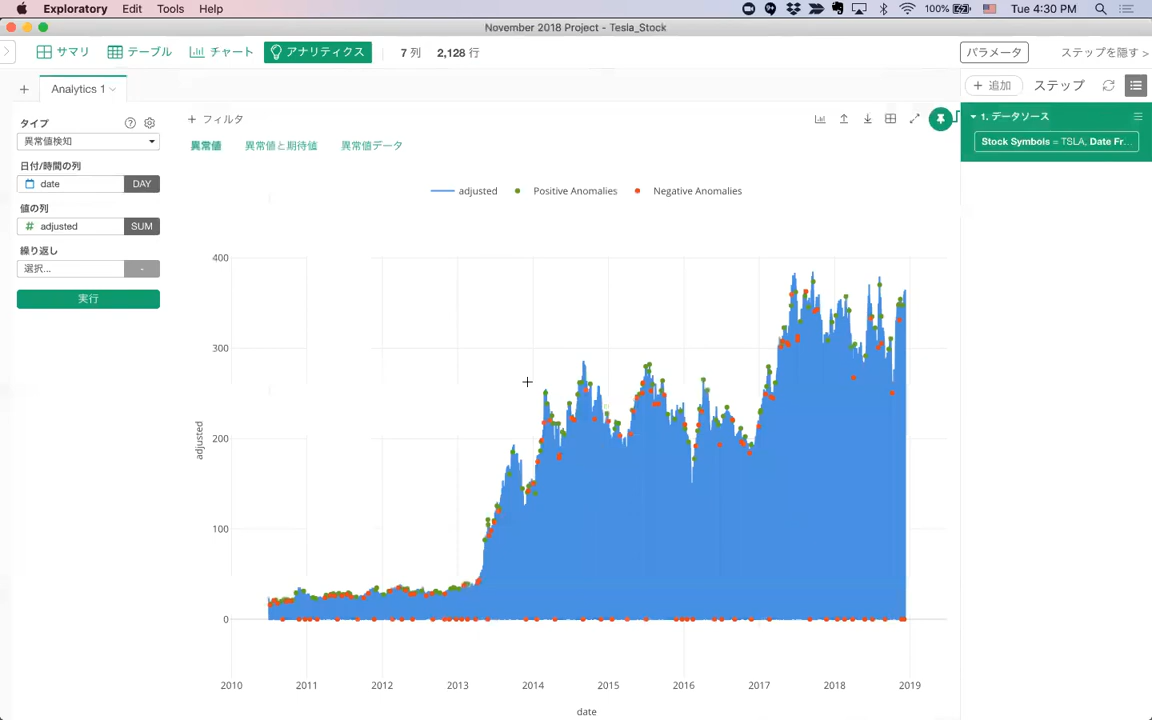 Exploratory Edit Tools Help 100% Tue 4:30 PM
November 2018 Project - Tesla_Stock
サマリ テーブル チャート アナリティクス 7 列 2,128 行 パラメータ ステップを隠す >
+ Analytics 1 + 追加 ステップ
タイプ
異常値検知
日付/時間の列
date DAY
値の列
# adjusted SUM
繰り返し
選択... -
実行
+ フィルタ
異常値 異常値と期待値 異常値データ
adjusted Positive Anomalies Negative Anomalies
400
300
200
100
0
adjusted
2010 2011 2012 2013 2014 2015 2016 2017 2018 2019
date
1. データソース
Stock Symbols = TSLA, Date Fr...